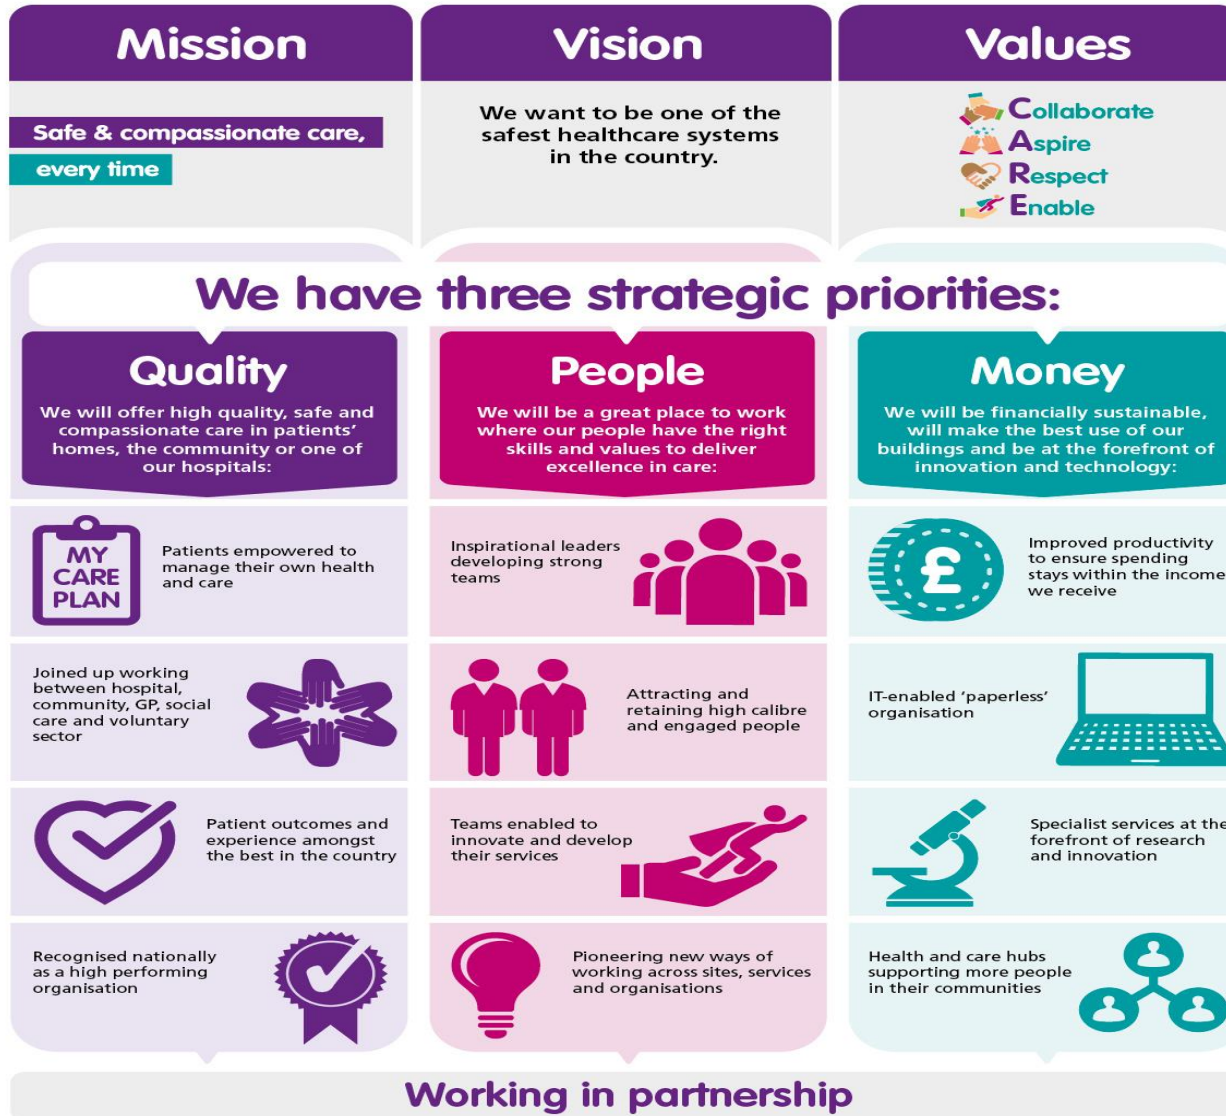 Mission
Safe & compassionate care,
every time
Vision
We want to be one of the
safest healthcare systems
in the country.
Values
Collaborate
Aspire
Respect
Enable
We have three strategic priorities:
Quality
We will offer high quality, safe and
compassionate care in patients'
homes, the community or one of
our hospitals:
MY
CARE
PLAN
Patients empowered to
manage their own health
and care
Joined up working
between hospital,
community, GP, social
care and voluntary
sector
Patient outcomes and
experience amongst
the best in the country
Recognised nationally
as a high performing
organisation
People
We will be a great place to work
where our people have the right
skills and values to deliver
excellence in care:
Inspirational leaders
developing strong
teams
Attracting and
retaining high calibre
and engaged people
Teams enabled to
innovate and develop
their services
Pioneering new ways of
working across sites, services
and organisations
Money
We will be financially sustainable,
will make the best use of our
buildings and be at the forefront of
innovation and technology:
£
Improved productivity
to ensure spending
stays within the income
we receive
IT-enabled 'paperless'
organisation
Specialist services at the
forefront of research
and innovation
Health and care hubs
supporting more people
in their communities
Working in partnership